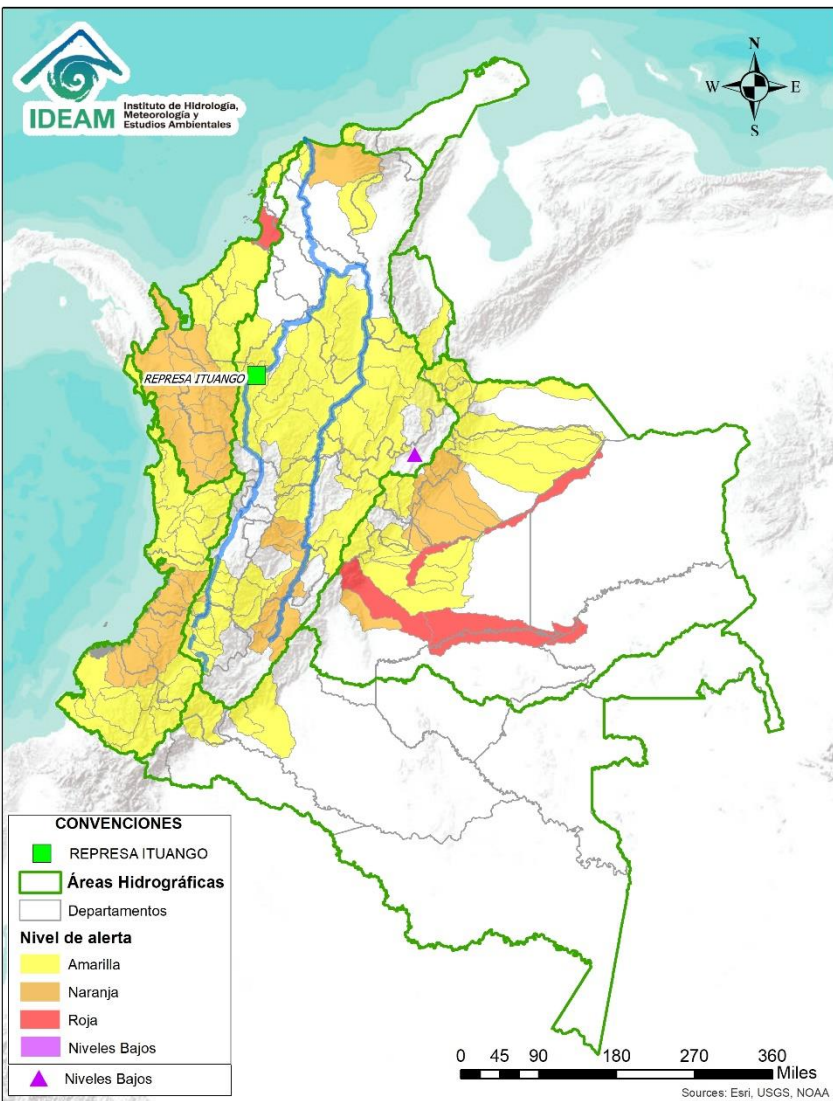 IDEAM
Instituto de Hidrología,
Meteorología y
Estudios Ambientales
N
W E
S
REPRESA ITUANGO
CONVENCIONES
REPRESA ITUANGO
Áreas Hidrográficas
Departamentos
Nivel de alerta
Amarilla
Naranja
Roja
Niveles Bajos
Niveles Bajos
0 45 90 180 270 360
Miles
Sources: Esri, USGS, NOAA